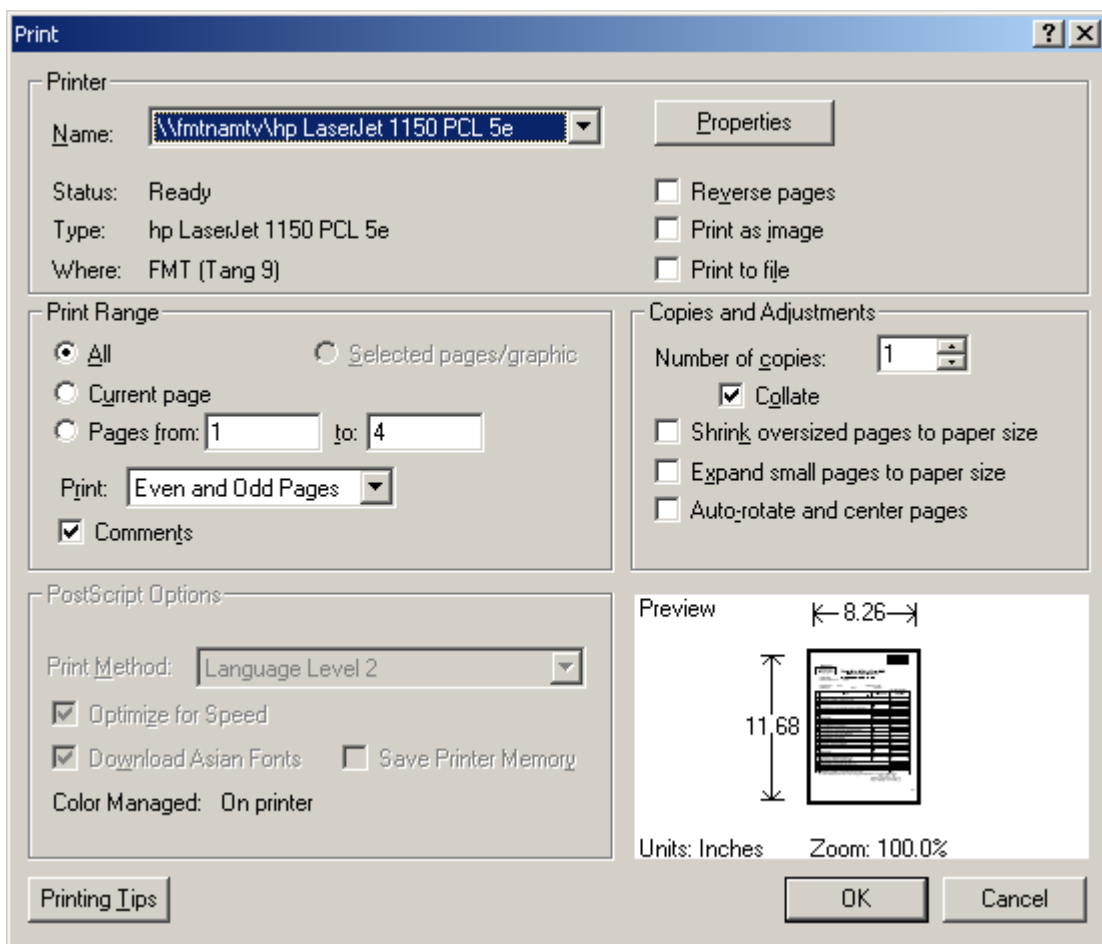 Print
Printer
Name: \\fmtnamtv\hp LaserJet 1150 PCL 5e
Properties
Status: Ready
Reverse pages
Type: hp LaserJet 1150 PCL 5e
Print as image
Where: FMT (Tang 9)
Print to file
Print Range
All
Selected pages/graphic
Current page
Pages from: 1 to: 4
Print: Even and Odd Pages
Comments
Copies and Adjustments
Number of copies: 1
Collate
Shrink oversized pages to paper size
Expand small pages to paper size
Auto-rotate and center pages
PostScript Options
Print Method: Language Level 2
Optimize for Speed
Download Asian Fonts
Save Printer Memory
Color Managed: On printer
Preview
8.26
11,68
Units: Inches Zoom: 100.0%
Printing Tips
OK
Cancel